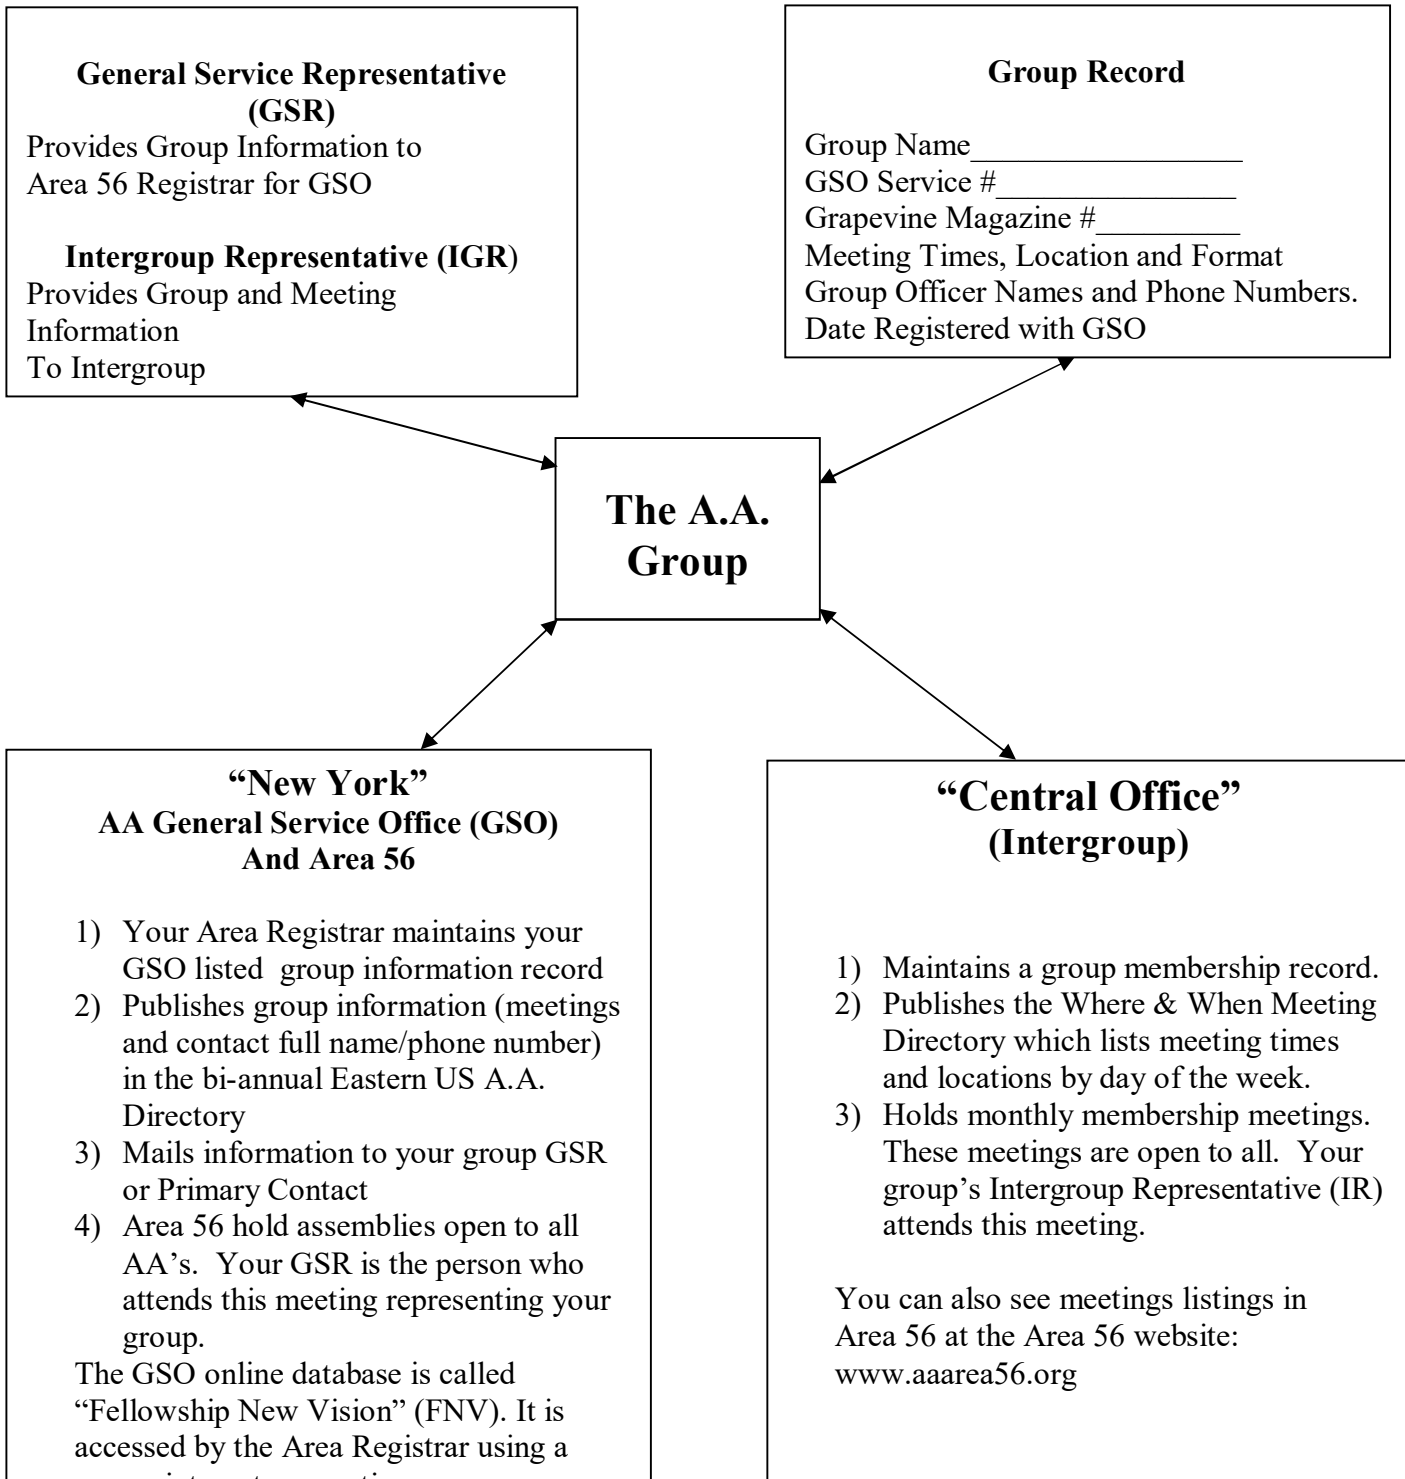 General Service Representative
(GSR)
Provides Group Information to
Area 56 Registrar for GSO
Intergroup Representative (IGR)
Provides Group and Meeting
Information
To Intergroup
Group Record
Group Name_________________
GSO Service #_______________
Grapevine Magazine #_________
Meeting Times, Location and Format
Group Officer Names and Phone Numbers.
Date Registered with GSO
The A.A.
Group
“New York”
AA General Service Office (GSO)
And Area 56
1) Your Area Registrar maintains your
GSO listed  group information record
2) Publishes group information (meetings
and contact full name/phone number)
in the bi-annual Eastern US A.A.
Directory
3) Mails information to your group GSR
or Primary Contact
4) Area 56 hold assemblies open to all
AA’s.  Your GSR is the person who
attends this meeting representing your
group.
The GSO online database is called
“Fellowship New Vision” (FNV). It is
accessed by the Area Registrar using a
“Central Office”
(Intergroup)
1) Maintains a group membership record.
2) Publishes the Where & When Meeting
Directory which lists meeting times
and locations by day of the week.
3) Holds monthly membership meetings.
These meetings are open to all.  Your
group’s Intergroup Representative (IR)
attends this meeting.
You can also see meetings listings in
Area 56 at the Area 56 website:
www.aaarea56.org